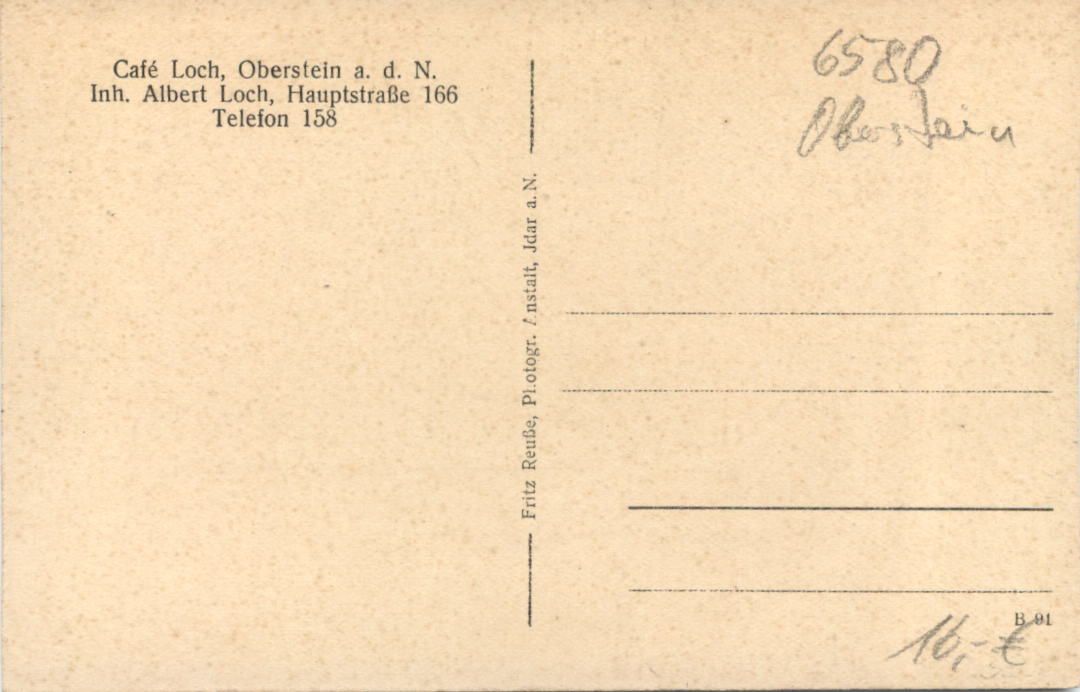 Café Loch, Oberstein a. d. N.
Inh. Albert Loch, Hauptstraße 166
Telefon 158
Fritz Reuße, Photogr. Anstalt, Jdar a. N.
6580
Oberstein
B 91
16,- €